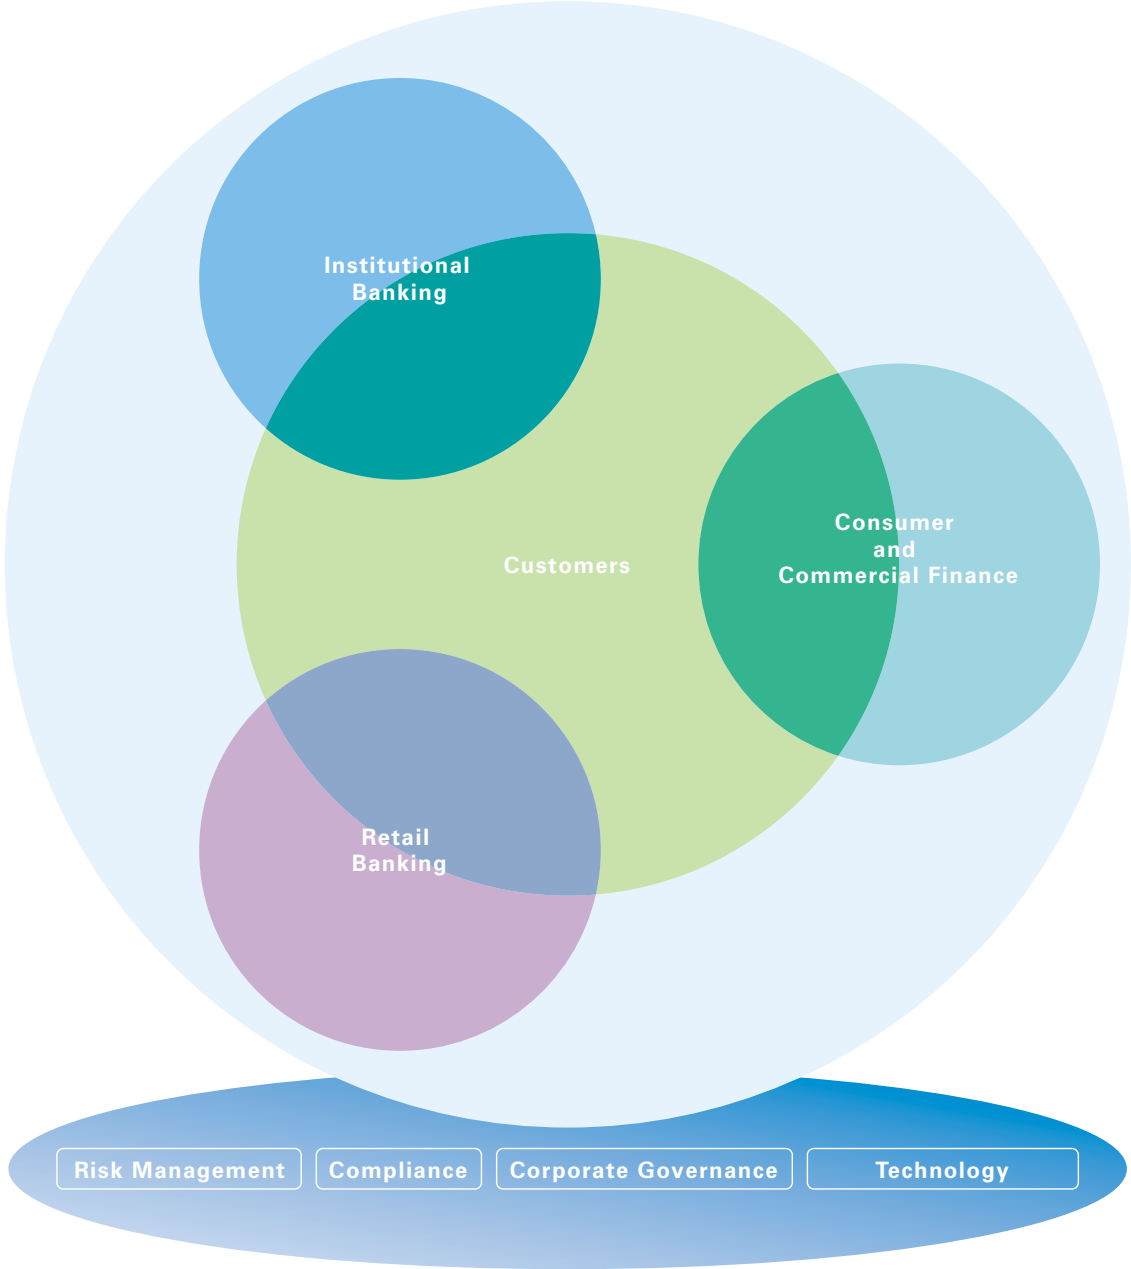 Institutional
Banking
Consumer
and
Commercial Finance
Customers
Retail
Banking
Risk Management
Compliance
Corporate Governance
Technology